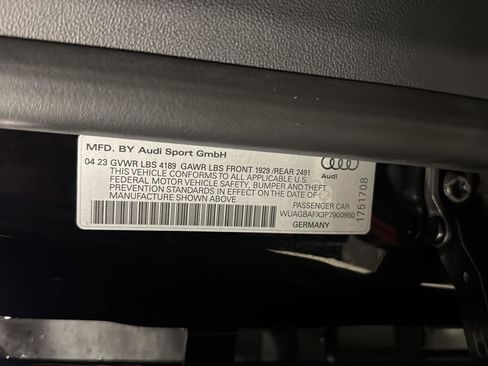 MFD. BY Audi Sport GmbH
04 23 GVWR LBS 4189 GAWR LBS FRONT 1929 /REAR 2491
THIS VEHICLE CONFORMS TO ALL APPLICABLE U.S.
FEDERAL MOTOR VEHICLE SAFETY, BUMPER AND THEFT
PREVENTION STANDARDS IN EFFECT ON THE DATE OF
MANUFACTURE SHOWN ABOVE.
Audi
PASSENGER CAR
WUAGBAFX3P7900950
GERMANY
1751708